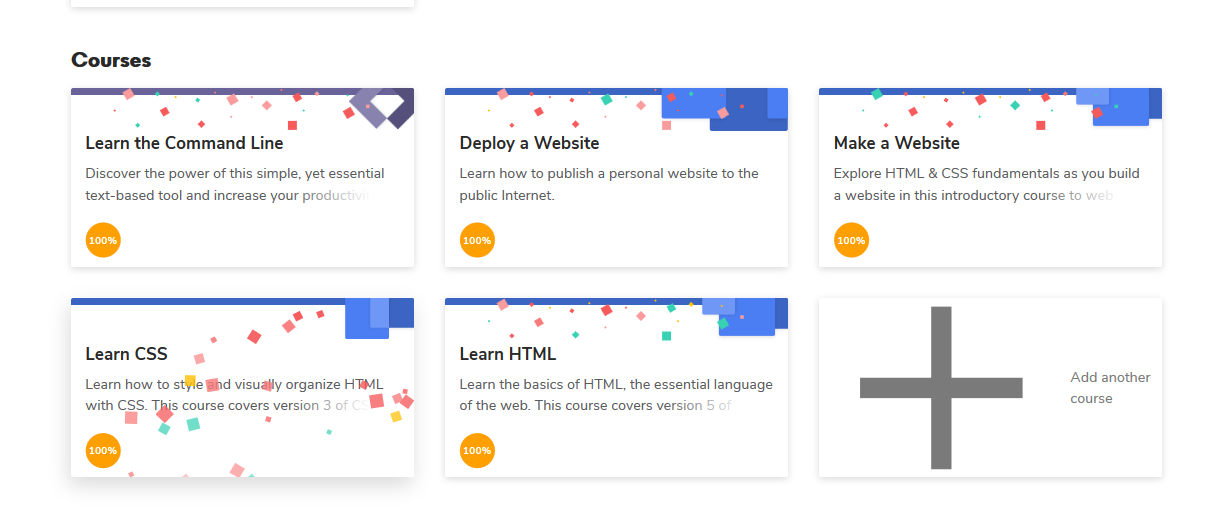 Courses
Learn the Command Line
Discover the power of this simple, yet essential
text-based tool and increase your
100%
Deploy a Website
Learn how to publish a personal website to the
public Internet.
100%
Make a Website
Explore HTML & CSS fundamentals as you build
a website in this introductory course to web
100%
Learn CSS
Learn how to style and visually organize HTML
with CSS. This course covers version 3 of
100%
Learn HTML
Learn the basics of HTML, the essential language
of the web. This course covers version 5 of
100%
Add another
course